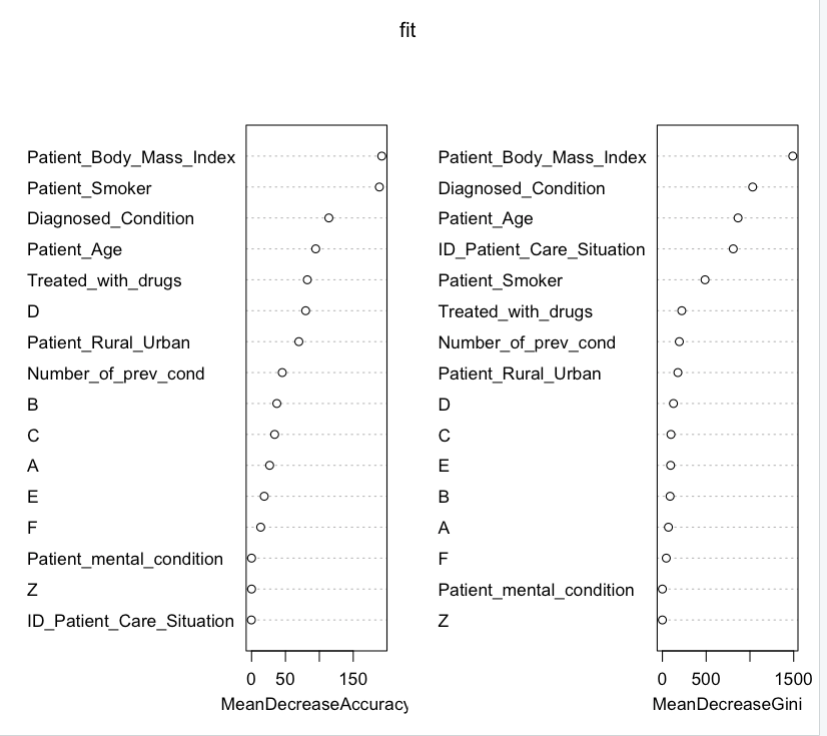 fit
Patient_Body_Mass_Index
Patient_Smoker
Diagnosed_Condition
Patient_Age
Treated_with_drugs
D
Patient_Rural_Urban
Number_of_prev_cond
B
C
A
E
F
Patient_mental_condition
Z
ID_Patient_Care_Situation
0 50 150
MeanDecreaseAccuracy
Patient_Body_Mass_Index
Diagnosed_Condition
Patient_Age
ID_Patient_Care_Situation
Patient_Smoker
Treated_with_drugs
Number_of_prev_cond
Patient_Rural_Urban
D
C
E
B
A
F
Patient_mental_condition
Z
0 500 1500
MeanDecreaseGini